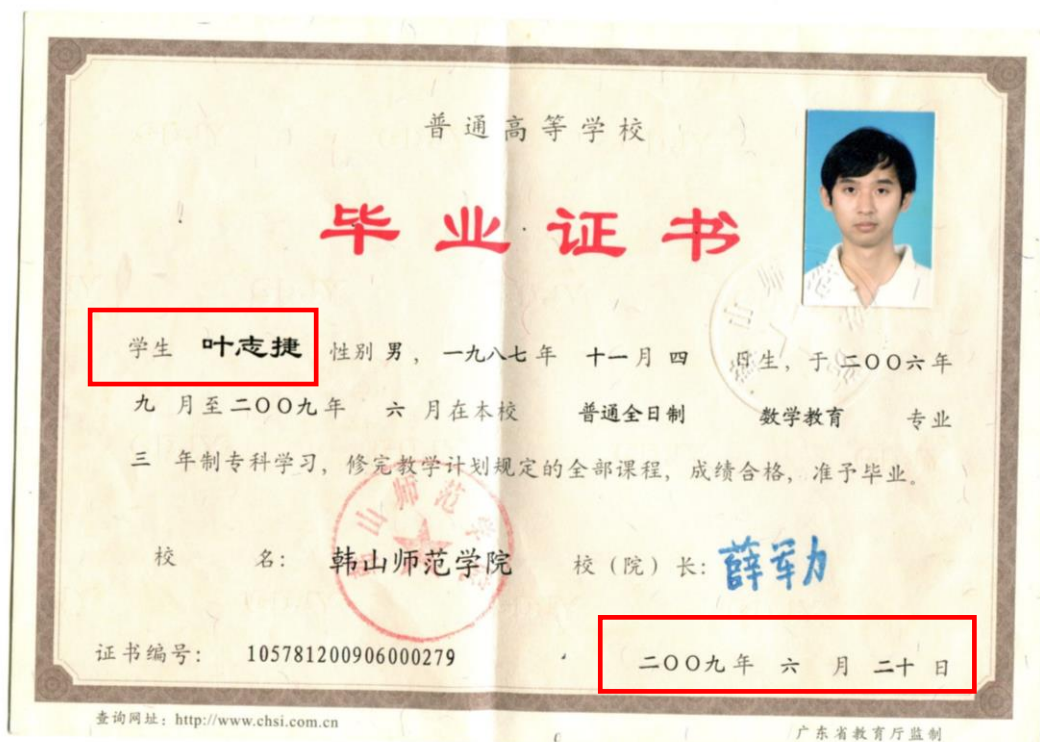 普通高等学校
毕业证书
学生 叶志捷 性别 男，一九八七年 十一月 四 日生，于二〇〇六年
九 月至二〇〇九年 六 月在本校 普通全日制 数学教育 专业
三 年制专科学习，修完教学计划规定的全部课程，成绩合格，准予毕业。
校 名：韩山师范学院 校（院）长：薛军力
证书编号：105781200906000279 二〇〇九年 六 月 二十 日
查询网址：http://www.chsi.com.cn 广东省教育厅监制